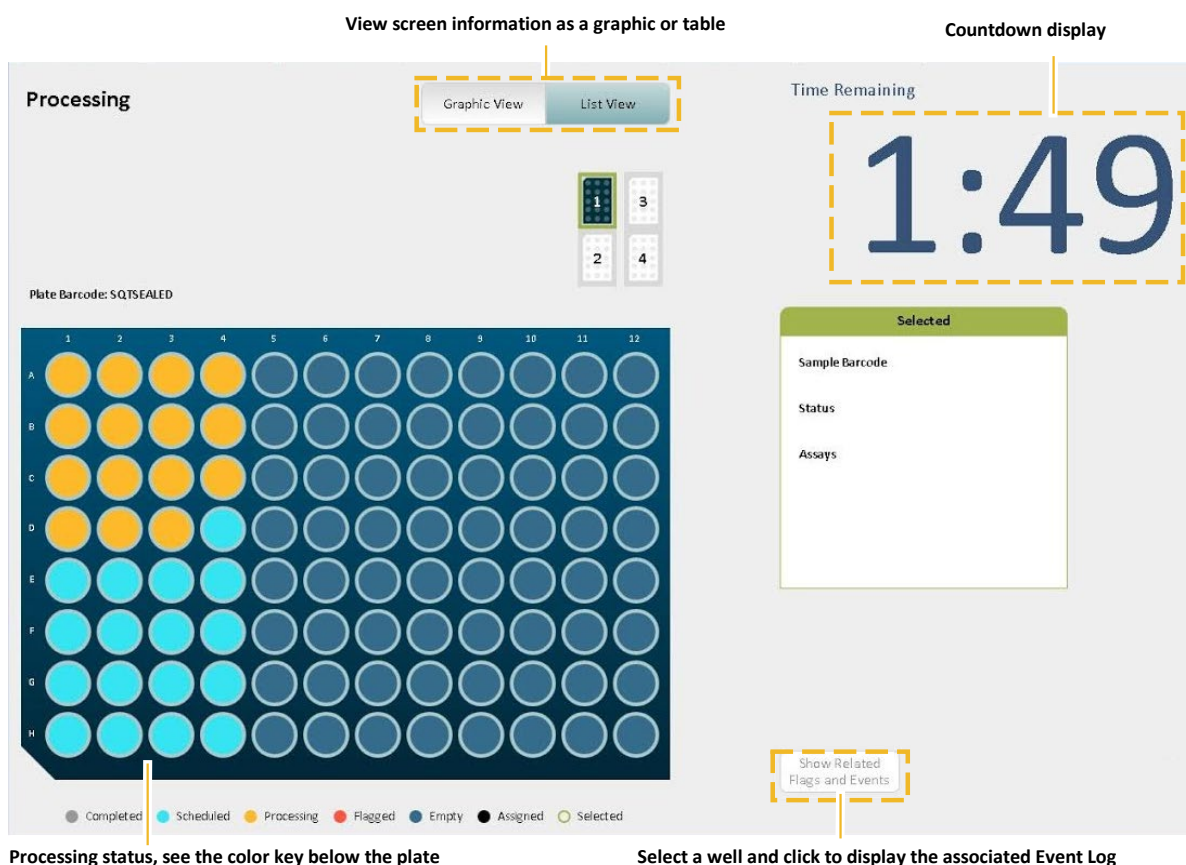 View screen information as a graphic or table
Countdown display
Processing
Graphic View
List View
Time Remaining
1:49
1
3
2
4
Plate Barcode: SQTSEALED
Selected
1 2 3 4 5 6 7 8 9 10 11 12
Sample Barcode
A
Status
B
Assays
C
D
E
F
G
H
Show Related
Flags and Events
Completed Scheduled Processing Flagged Empty Assigned Selected
Processing status, see the color key below the plate
Select a well and click to display the associated Event Log